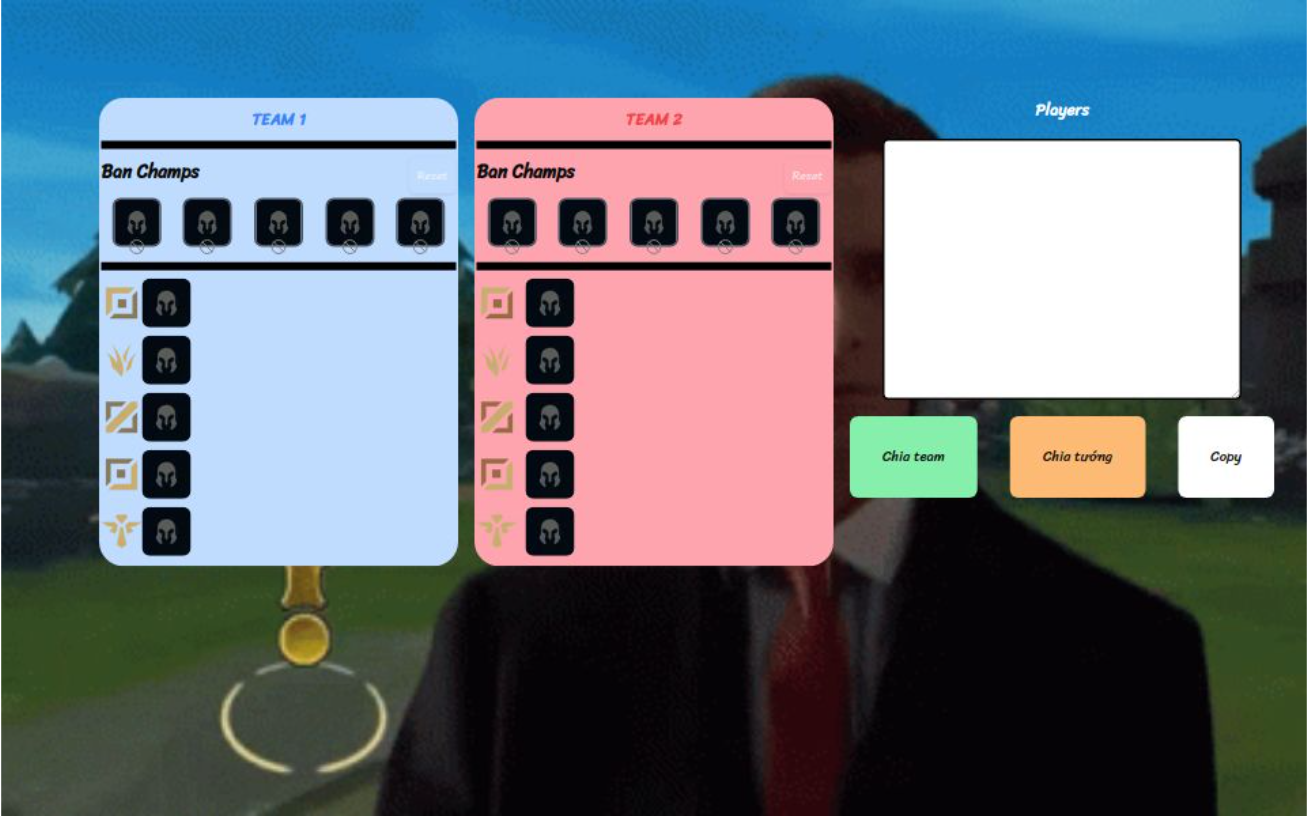 TEAM 1
Ban Champs
Reset
TEAM 2
Ban Champs
Reset
Players
Chia team
Chia tướng
Copy